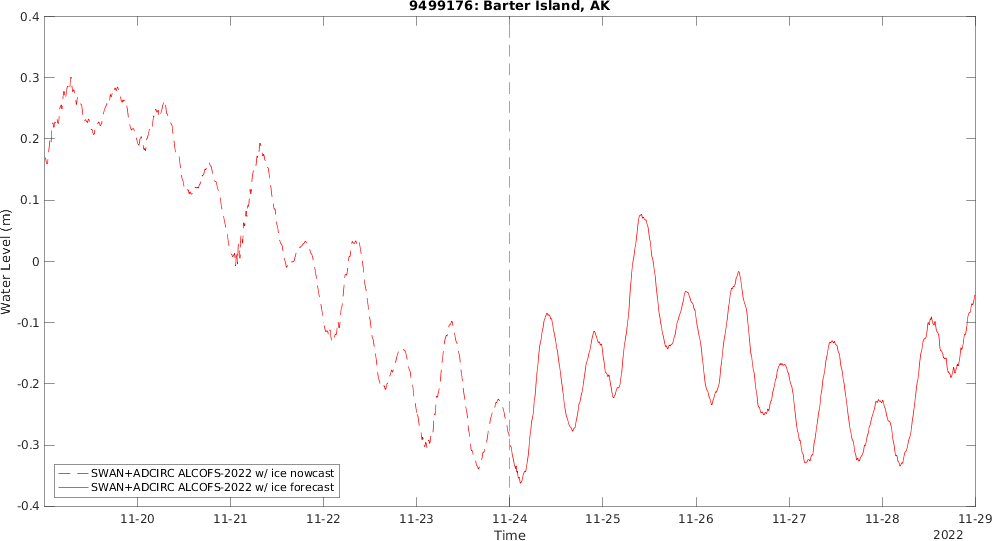 9499176: Barter Island, AK
0.4
0.3
0.2
0.1
0
-0.1
-0.2
-0.3
-0.4
Water Level (m)
SWAN+ADCIRC ALCOFS-2022 w/ ice nowcast
SWAN+ADCIRC ALCOFS-2022 w/ ice forecast
11-20 11-21 11-22 11-23 11-24 11-25 11-26 11-27 11-28 11-29
Time
2022